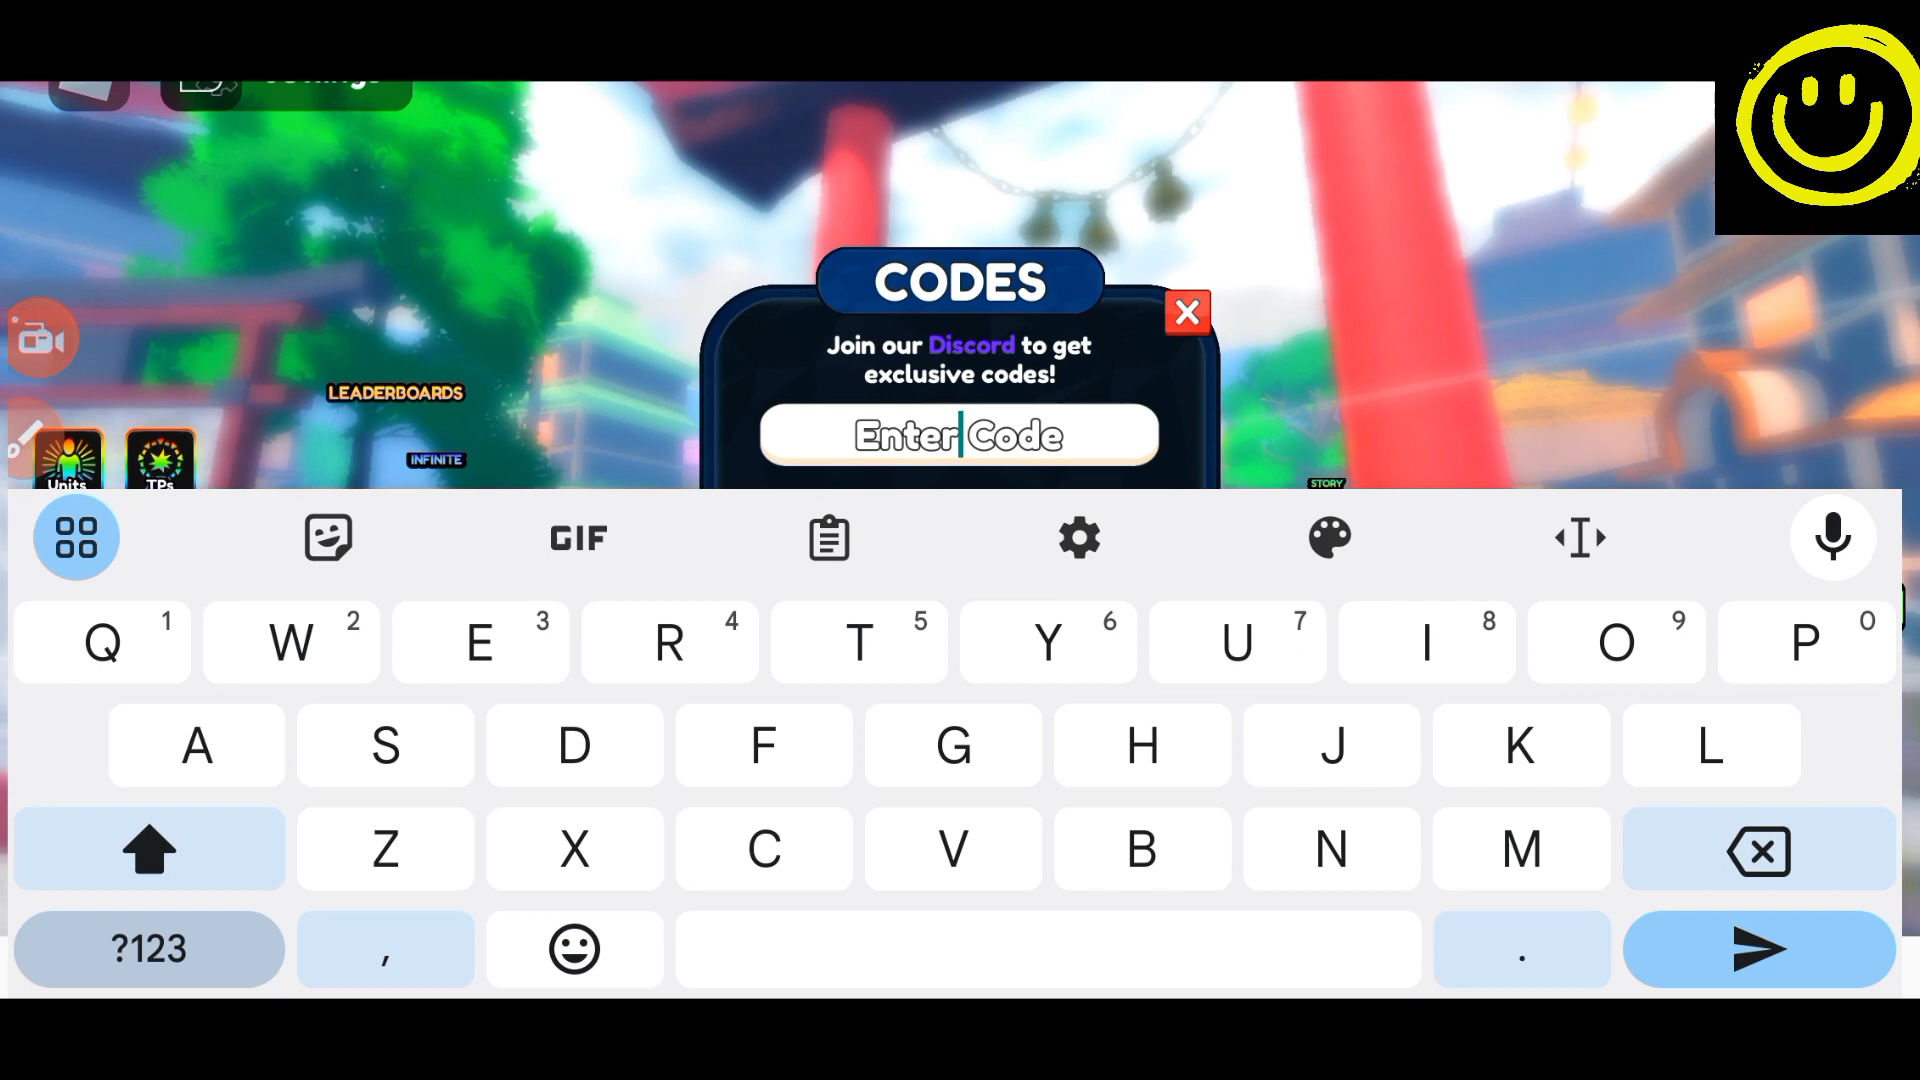 CODES
Join our Discord to get
exclusive codes!
Enter Code
LEADERBOARDS
INFINITE
Units
TPs
STORY
GIF
Q 1 W 2 E 3 R 4 T 5 Y 6 U 7 I 8 O 9 P 0
A S D F G H J K L
Z X C V B N M
?123 , .